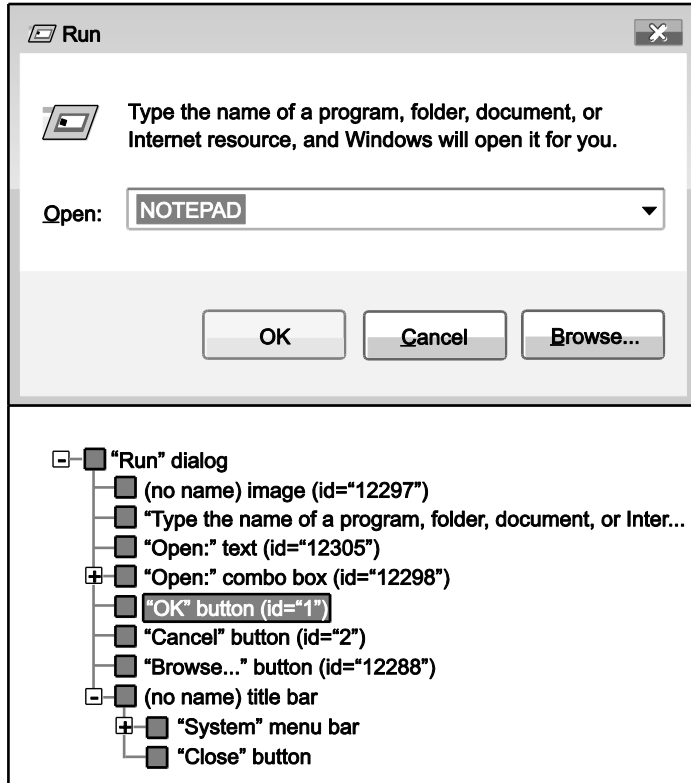 Run
Type the name of a program, folder, document, or
Internet resource, and Windows will open it for you.
Open:
NOTEPAD
OK
Cancel
Browse...
“Run” dialog
(no name) image (id=“12297”)
“Type the name of a program, folder, document, or Inter...
“Open:” text (id=“12305”)
“Open:” combo box (id=“12298”)
“OK” button (id=“1”)
“Cancel” button (id=“2”)
“Browse...” button (id=“12288”)
(no name) title bar
“System” menu bar
“Close” button